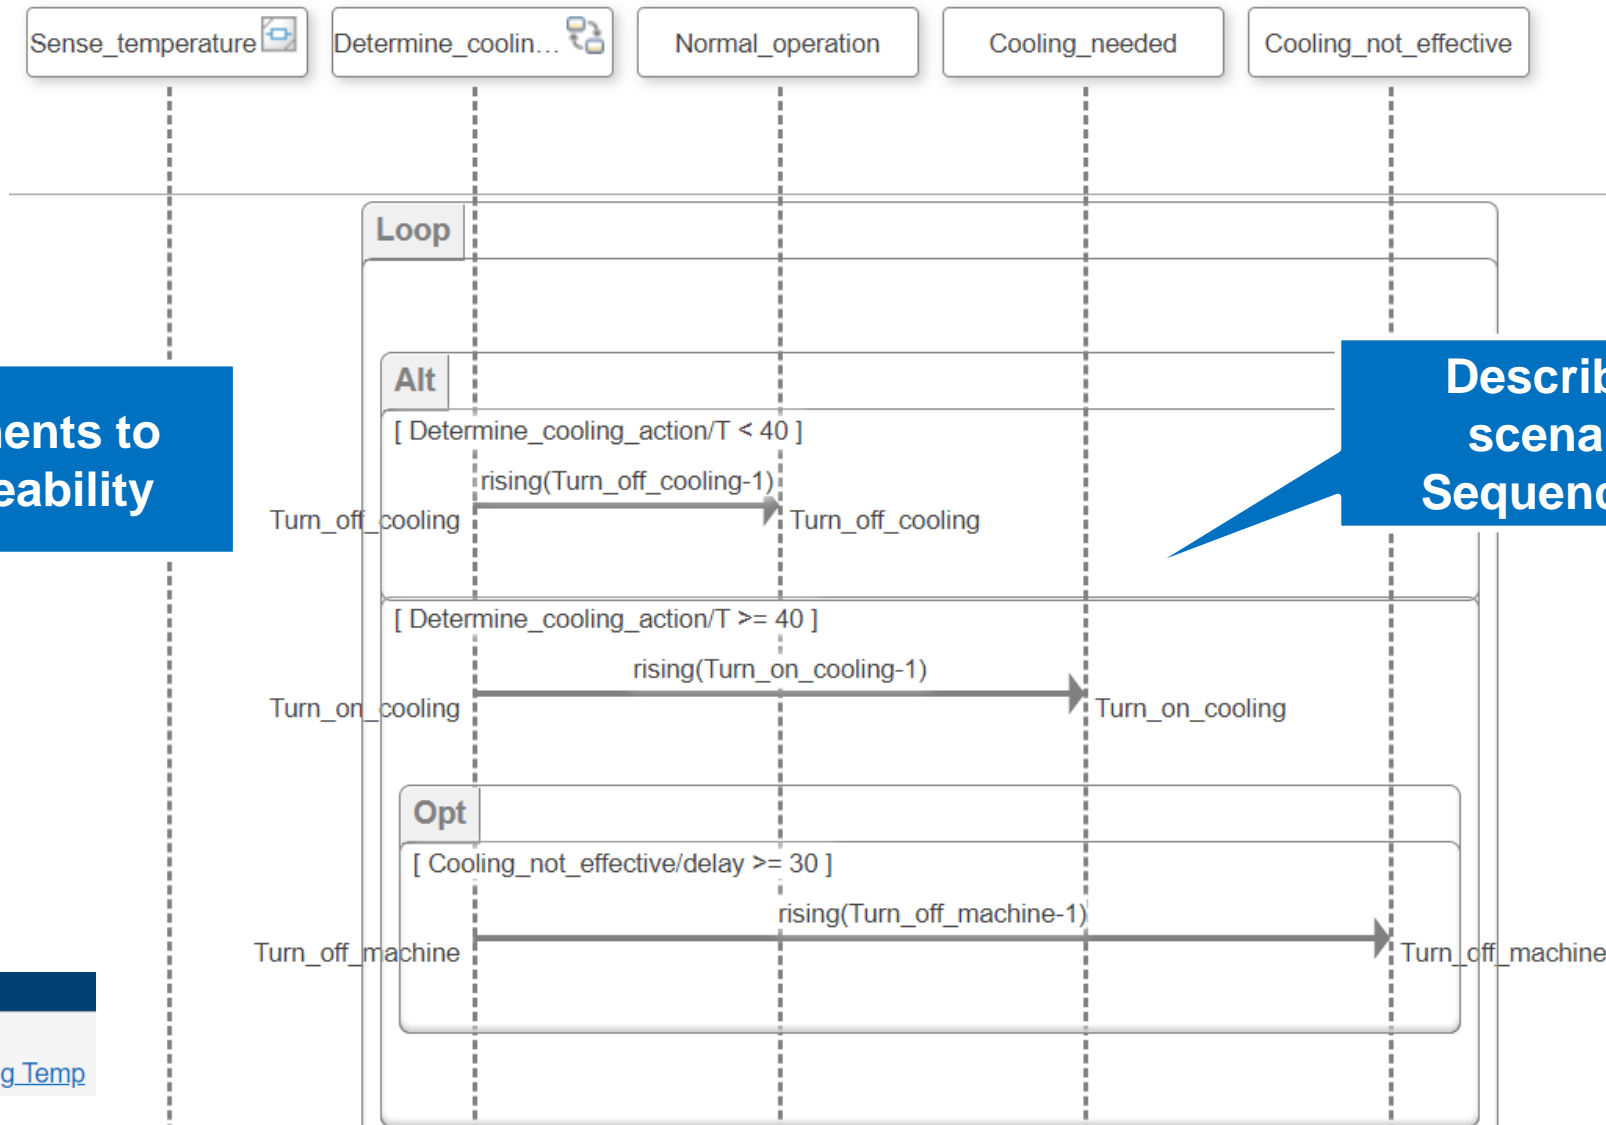 Sense_temperature
Determine_coolin...
Normal_operation
Cooling_needed
Cooling_not_effective
Loop
Alt
[ Determine_cooling_action/T < 40 ]
rising(Turn_off_cooling-1)
Turn_off_cooling
Turn_off_cooling
[ Determine_cooling_action/T >= 40 ]
rising(Turn_on_cooling-1)
Turn_on_cooling
Turn_on_cooling
Opt
[ Cooling_not_effective/delay >= 30 ]
rising(Turn_off_machine-1)
Turn_off_machine
Turn_off_machine
ents to
eability
Describ
scena
Sequenc
g Temp